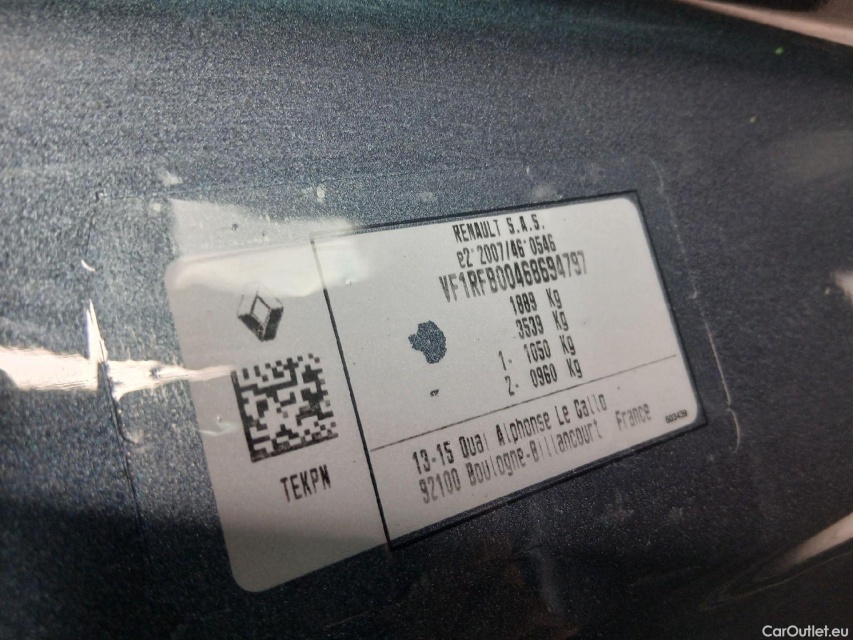 RENAULT S.A.S.
e2*2007/46*0546
VF1RFB00468694797
1889 Kg
3539 Kg
1- 1050 Kg
2- 0960 Kg
TEKPN
13-15 Quai Alphonse Le Gallo
92100 Boulogne-Billancourt France
CarOutlet.eu